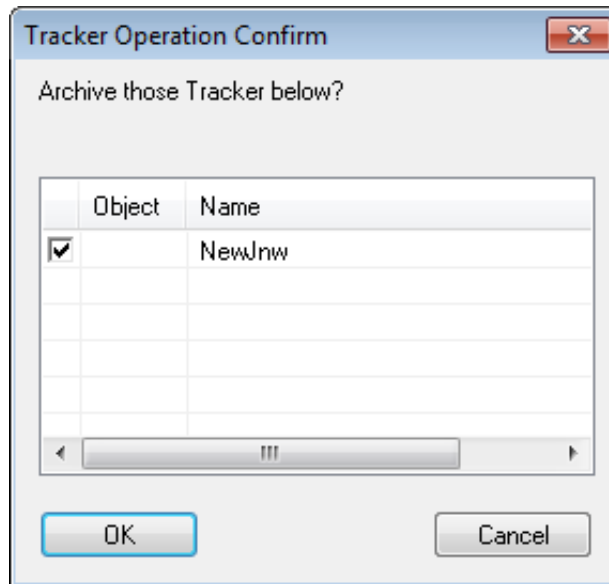 Tracker Operation Confirm
Archive those Tracker below?
Object Name
NewJnw
OK Cancel